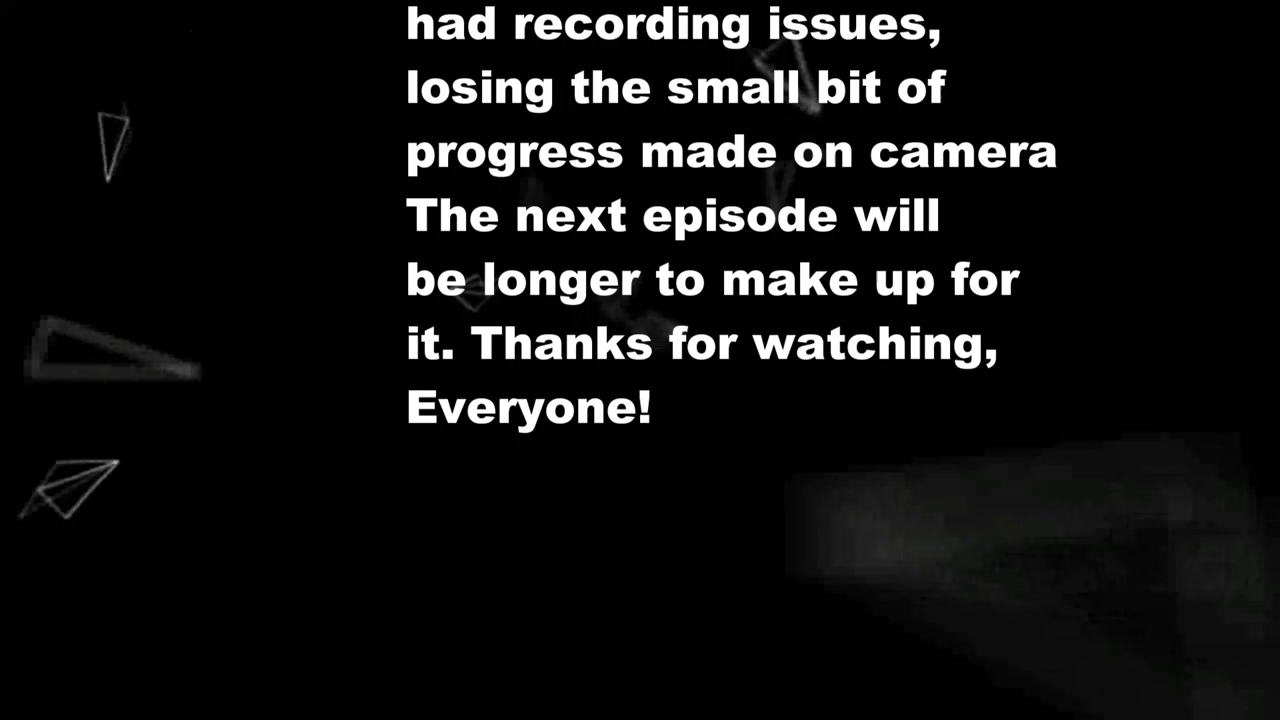 had recording issues,
losing the small bit of
progress made on camera
The next episode will
be longer to make up for
it. Thanks for watching,
Everyone!